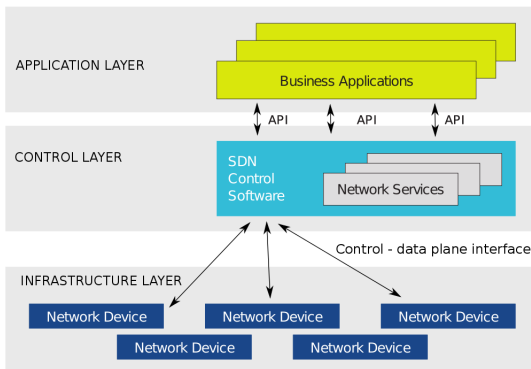 APPLICATION LAYER
Business Applications
API
API
API
CONTROL LAYER
SDN
Control
Software
Network Services
Control - data plane interface
INFRASTRUCTURE LAYER
Network Device
Network Device
Network Device
Network Device
Network Device